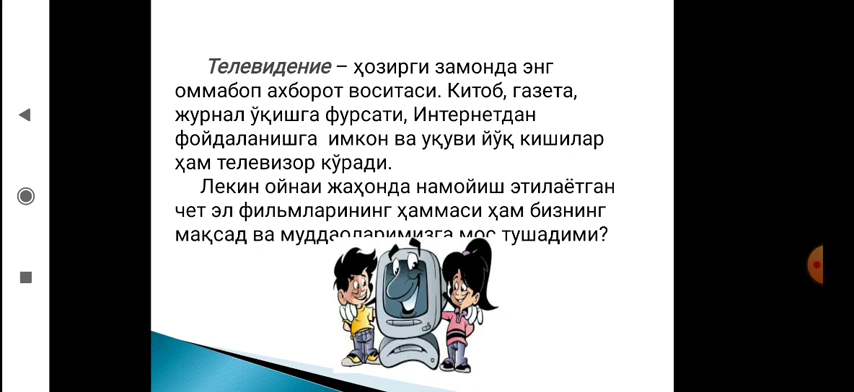 Телевидение – ҳозирги замонда энг
оммабоп ахборот воситаси. Китоб, газета,
журнал ўқишга фурсати, Интернетдан
фойдаланишга имкон ва уқуви йўқ кишилар
ҳам телевизор кўради.
Лекин ойнаи жаҳонда намойиш этилаётган
чет эл фильмларининг ҳаммаси ҳам бизнинг
мақсад ва муддаоларимизга мос тушадими?